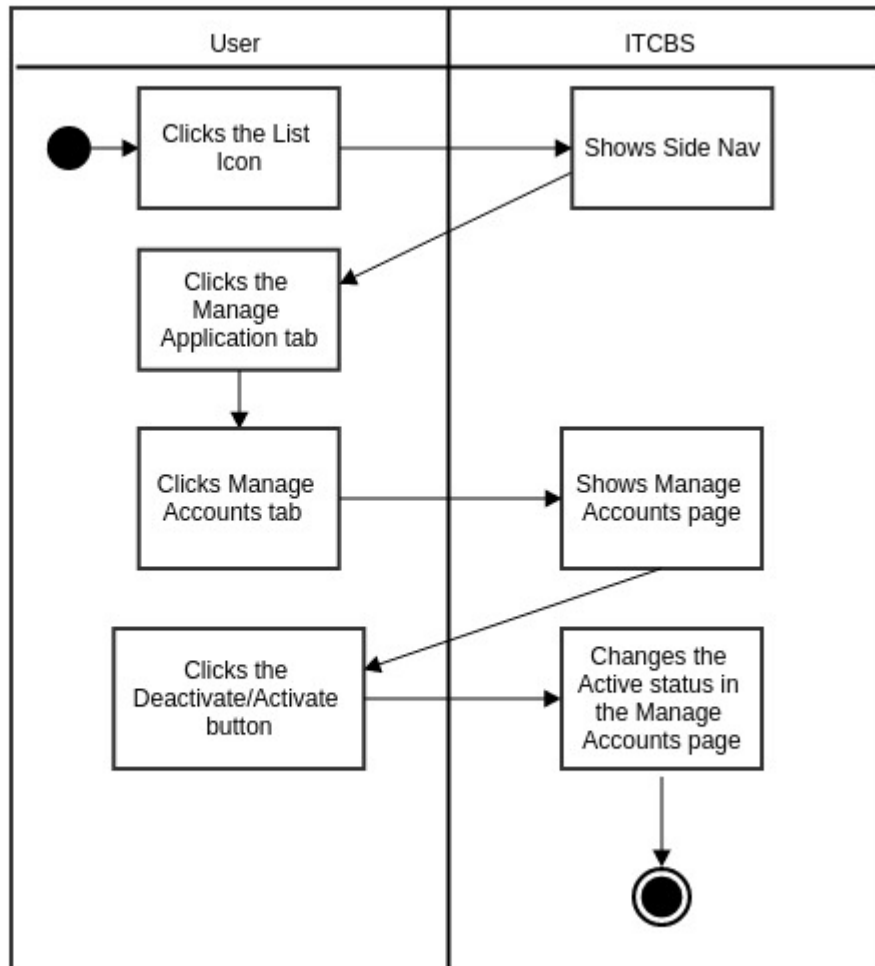 User
ITCBS
Clicks the List
Icon
Shows Side Nav
Clicks the
Manage
Application tab
Clicks Manage
Accounts tab
Shows Manage
Accounts page
Clicks the
Deactivate/Activate
button
Changes the
Active status in
the Manage
Accounts page